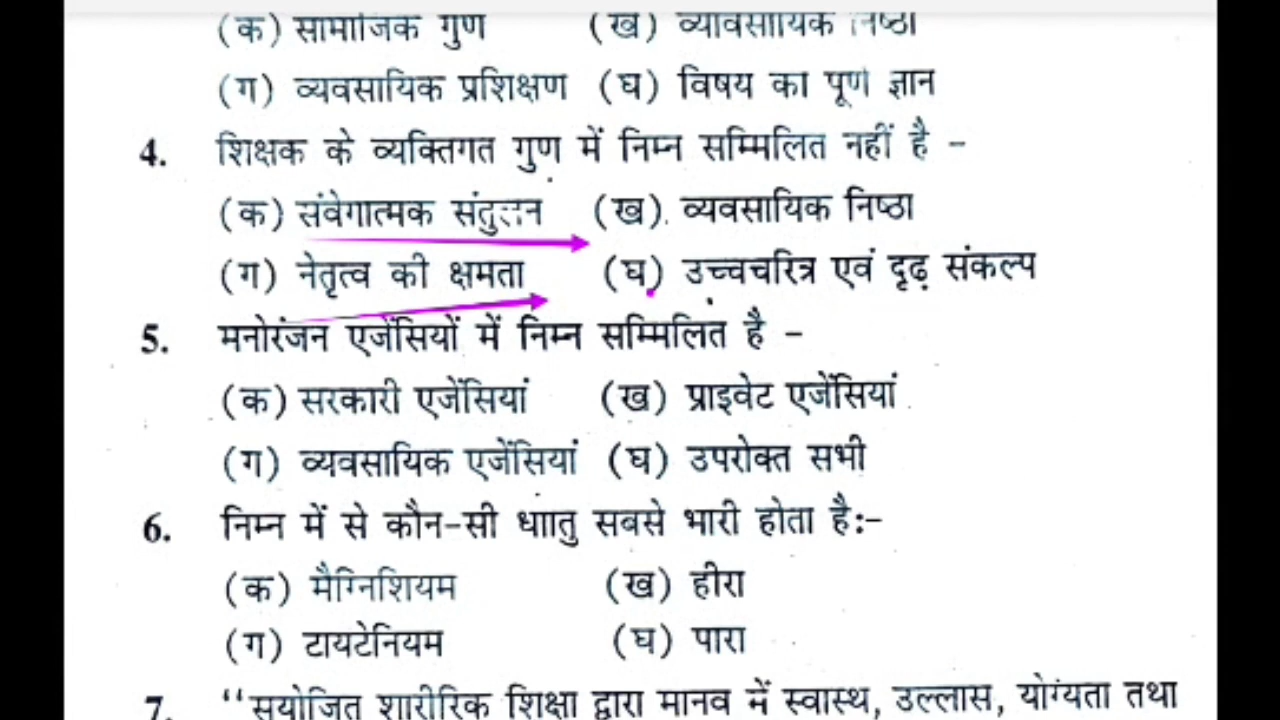 (क) सामाजिक गुण (ख) व्यावसायिक निष्ठा
(ग) व्यवसायिक प्रशिक्षण (घ) विषय का पूर्ण ज्ञान
4. शिक्षक के व्यक्तिगत गुण में निम्न सम्मिलित नहीं है -
(क) संवेगात्मक संतुलन (ख). व्यवसायिक निष्ठा
(ग) नेतृत्व की क्षमता (घ) उच्चचरित्र एवं दृढ़ संकल्प
5. मनोरंजन एजेंसियों में निम्न सम्मिलित है -
(क) सरकारी एजेंसियां (ख) प्राइवेट एजेंसियां
(ग) व्यवसायिक एजेंसियां (घ) उपरोक्त सभी
6. निम्न में से कौन-सी धाातु सबसे भारी होता है:-
(क) मैग्निशियम (ख) हीरा
(ग) टायटेनियम (घ) पारा
7. “सुयोजित शारीरिक शिक्षा द्वारा मानव में स्वास्थ, उल्लास, योग्यता तथा